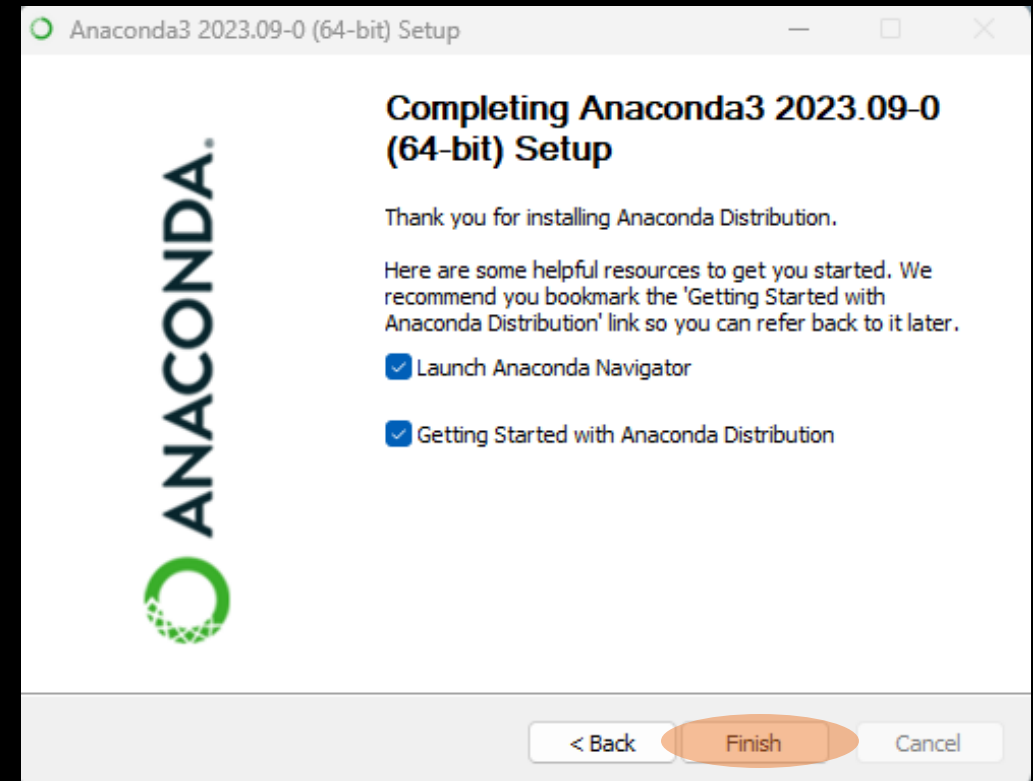 Anaconda3 2023.09-0 (64-bit) Setup
ANACONDA.
Completing Anaconda3 2023.09-0
(64-bit) Setup
Thank you for installing Anaconda Distribution.
Here are some helpful resources to get you started. We
recommend you bookmark the 'Getting Started with
Anaconda Distribution' link so you can refer back to it later.
Launch Anaconda Navigator
Getting Started with Anaconda Distribution
< Back Finish Cancel